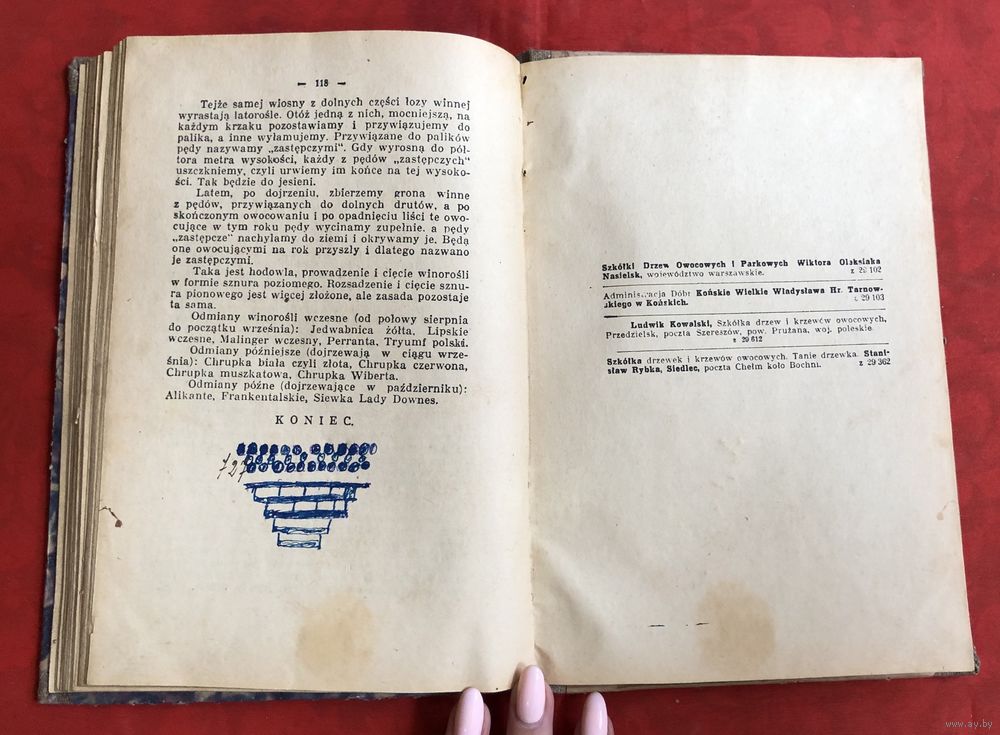 — 118 —
Tejże samej wiosny z dolnych części łozy winnej
wyrastają latorośle. Otóż jedną z nich, mocniejszą, na
każdym krzaku pozostawiamy i przywiązujemy do
palika, a inne wyłamujemy. Przywiązane do palików
pędy nazywamy „zastępczymi". Gdy wyrosną do pół-
tora metra wysokości, każdy z pędów „zastępczych"
uszczkniemy, czyli urwiemy im końce na tej wysoko-
ści. Tak będzie do jesieni.
Latem, po dojrzeniu, zbierzemy grona winne
z pędów, przywiązanych do dolnych drutów, a po
skończonym owocowaniu i po opadnięciu liści te owo-
cujące w tym roku pędy wycinamy zupełnie. a pędy
„zastępcze" nachylamy do ziemi i okrywamy je. Będą
one owocującymi na rok przyszły i dlatego nazwano
je zastępczymi.
Taka jest hodowla, prowadzenie i cięcie winorośli
w formie sznura poziomego. Rozsadzenie i cięcie sznu-
ra pionowego jest więcej złożone, ale zasada pozostaje
ta sama.
Odmiany winorośli wczesne (od połowy sierpnia
do początku września): Jedwabnica żółta, Lipskie
wczesne, Malinger wczesny, Perranta, Tryumf polski.
Odmiany późniejsze (dojrzewają w ciągu wrze-
śnia): Chrupka biała czyli złota, Chrupka czerwona,
Chrupka muszkatowa, Chrupka Wiberta.
Odmiany późne (dojrzewające w październiku):
Alikante, Frankentalskie, Siewka Lady Downes.
KONIEC.
127
Szkółki Drzew Owocowych i Parkowych Wiktora Olaksiaka
Nasielsk, województwo warszawskie. z 29 102
Administracja Dóbr Końskie Wielkie Władysława Hr. Tarnow-
skiego w Końskich. z 29 103
Ludwik Kowalski, Szkółka drzew i krzewów owocowych,
Przedzielsk, poczta Szereszów, pow. Prużana, woj. poleskie.
z 29 612
Szkółka drzewek i krzewów owocowych. Tanie drzewka. Stani-
sław Rybka, Siedlec, poczta Chełm koło Bochni. z 29 362
www.ay.by